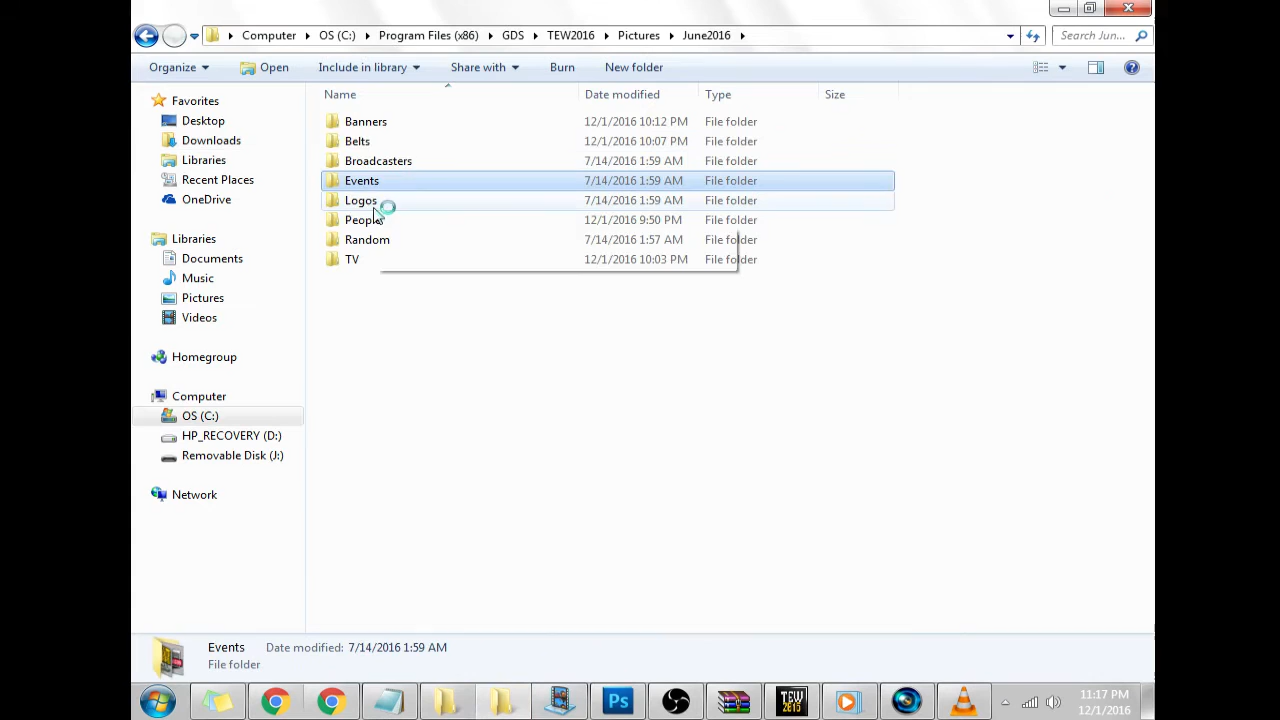 Computer OS (C:) Program Files (x86) GDS TEW2016 Pictures June2016 Search Jun...
Organize Open Include in library Share with Burn New folder
Name Date modified Type Size
Favorites
Desktop
Downloads
Libraries
Recent Places
OneDrive
Libraries
Documents
Music
Pictures
Videos
Homegroup
Computer
OS (C:)
HP_RECOVERY (D:)
Removable Disk (J:)
Network
Banners 12/1/2016 10:12 PM File folder
Belts 12/1/2016 10:07 PM File folder
Broadcasters 7/14/2016 1:59 AM File folder
Events 7/14/2016 1:59 AM File folder
Logos 7/14/2016 1:59 AM File folder
People 12/1/2016 9:50 PM File folder
Random 7/14/2016 1:57 AM File folder
TV 12/1/2016 10:03 PM File folder
Events Date modified: 7/14/2016 1:59 AM
File folder
Ps
TEW
11:17 PM
12/1/2016